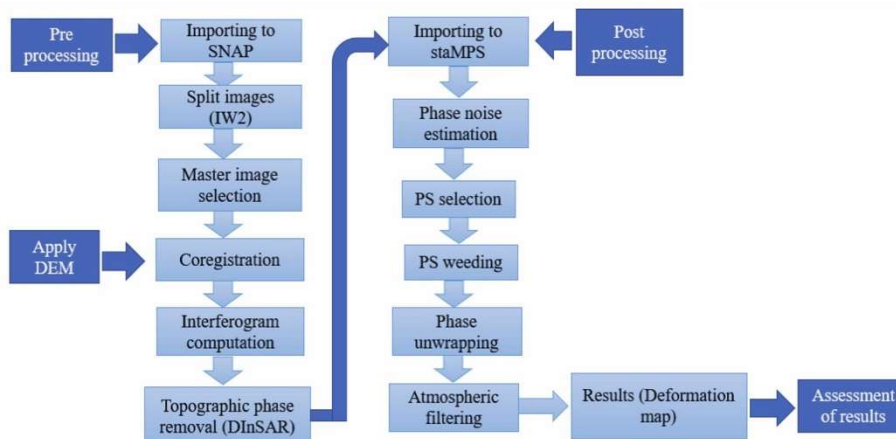 Pre
processing
Importing to
SNAP
Split images
(IW2)
Master image
selection
Apply
DEM
Coregistration
Interferogram
computation
Topographic phase
removal (DInSAR)
Importing to
staMPS
Post
processing
Phase noise
estimation
PS selection
PS weeding
Phase
unwrapping
Atmospheric
filtering
Results (Deformation
map)
Assessment
of results